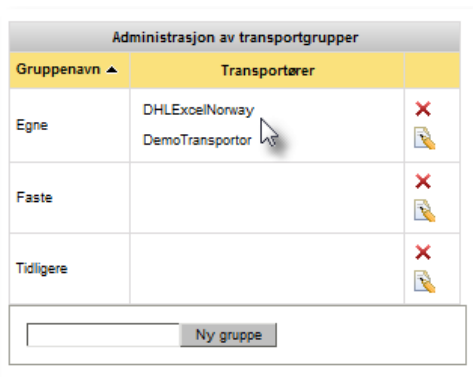 Administrasjon av transportgrupper
Gruppenavn Transportører
Egne
DHLExcelNorway
DemoTransportor
Faste
Tidligere
Ny gruppe